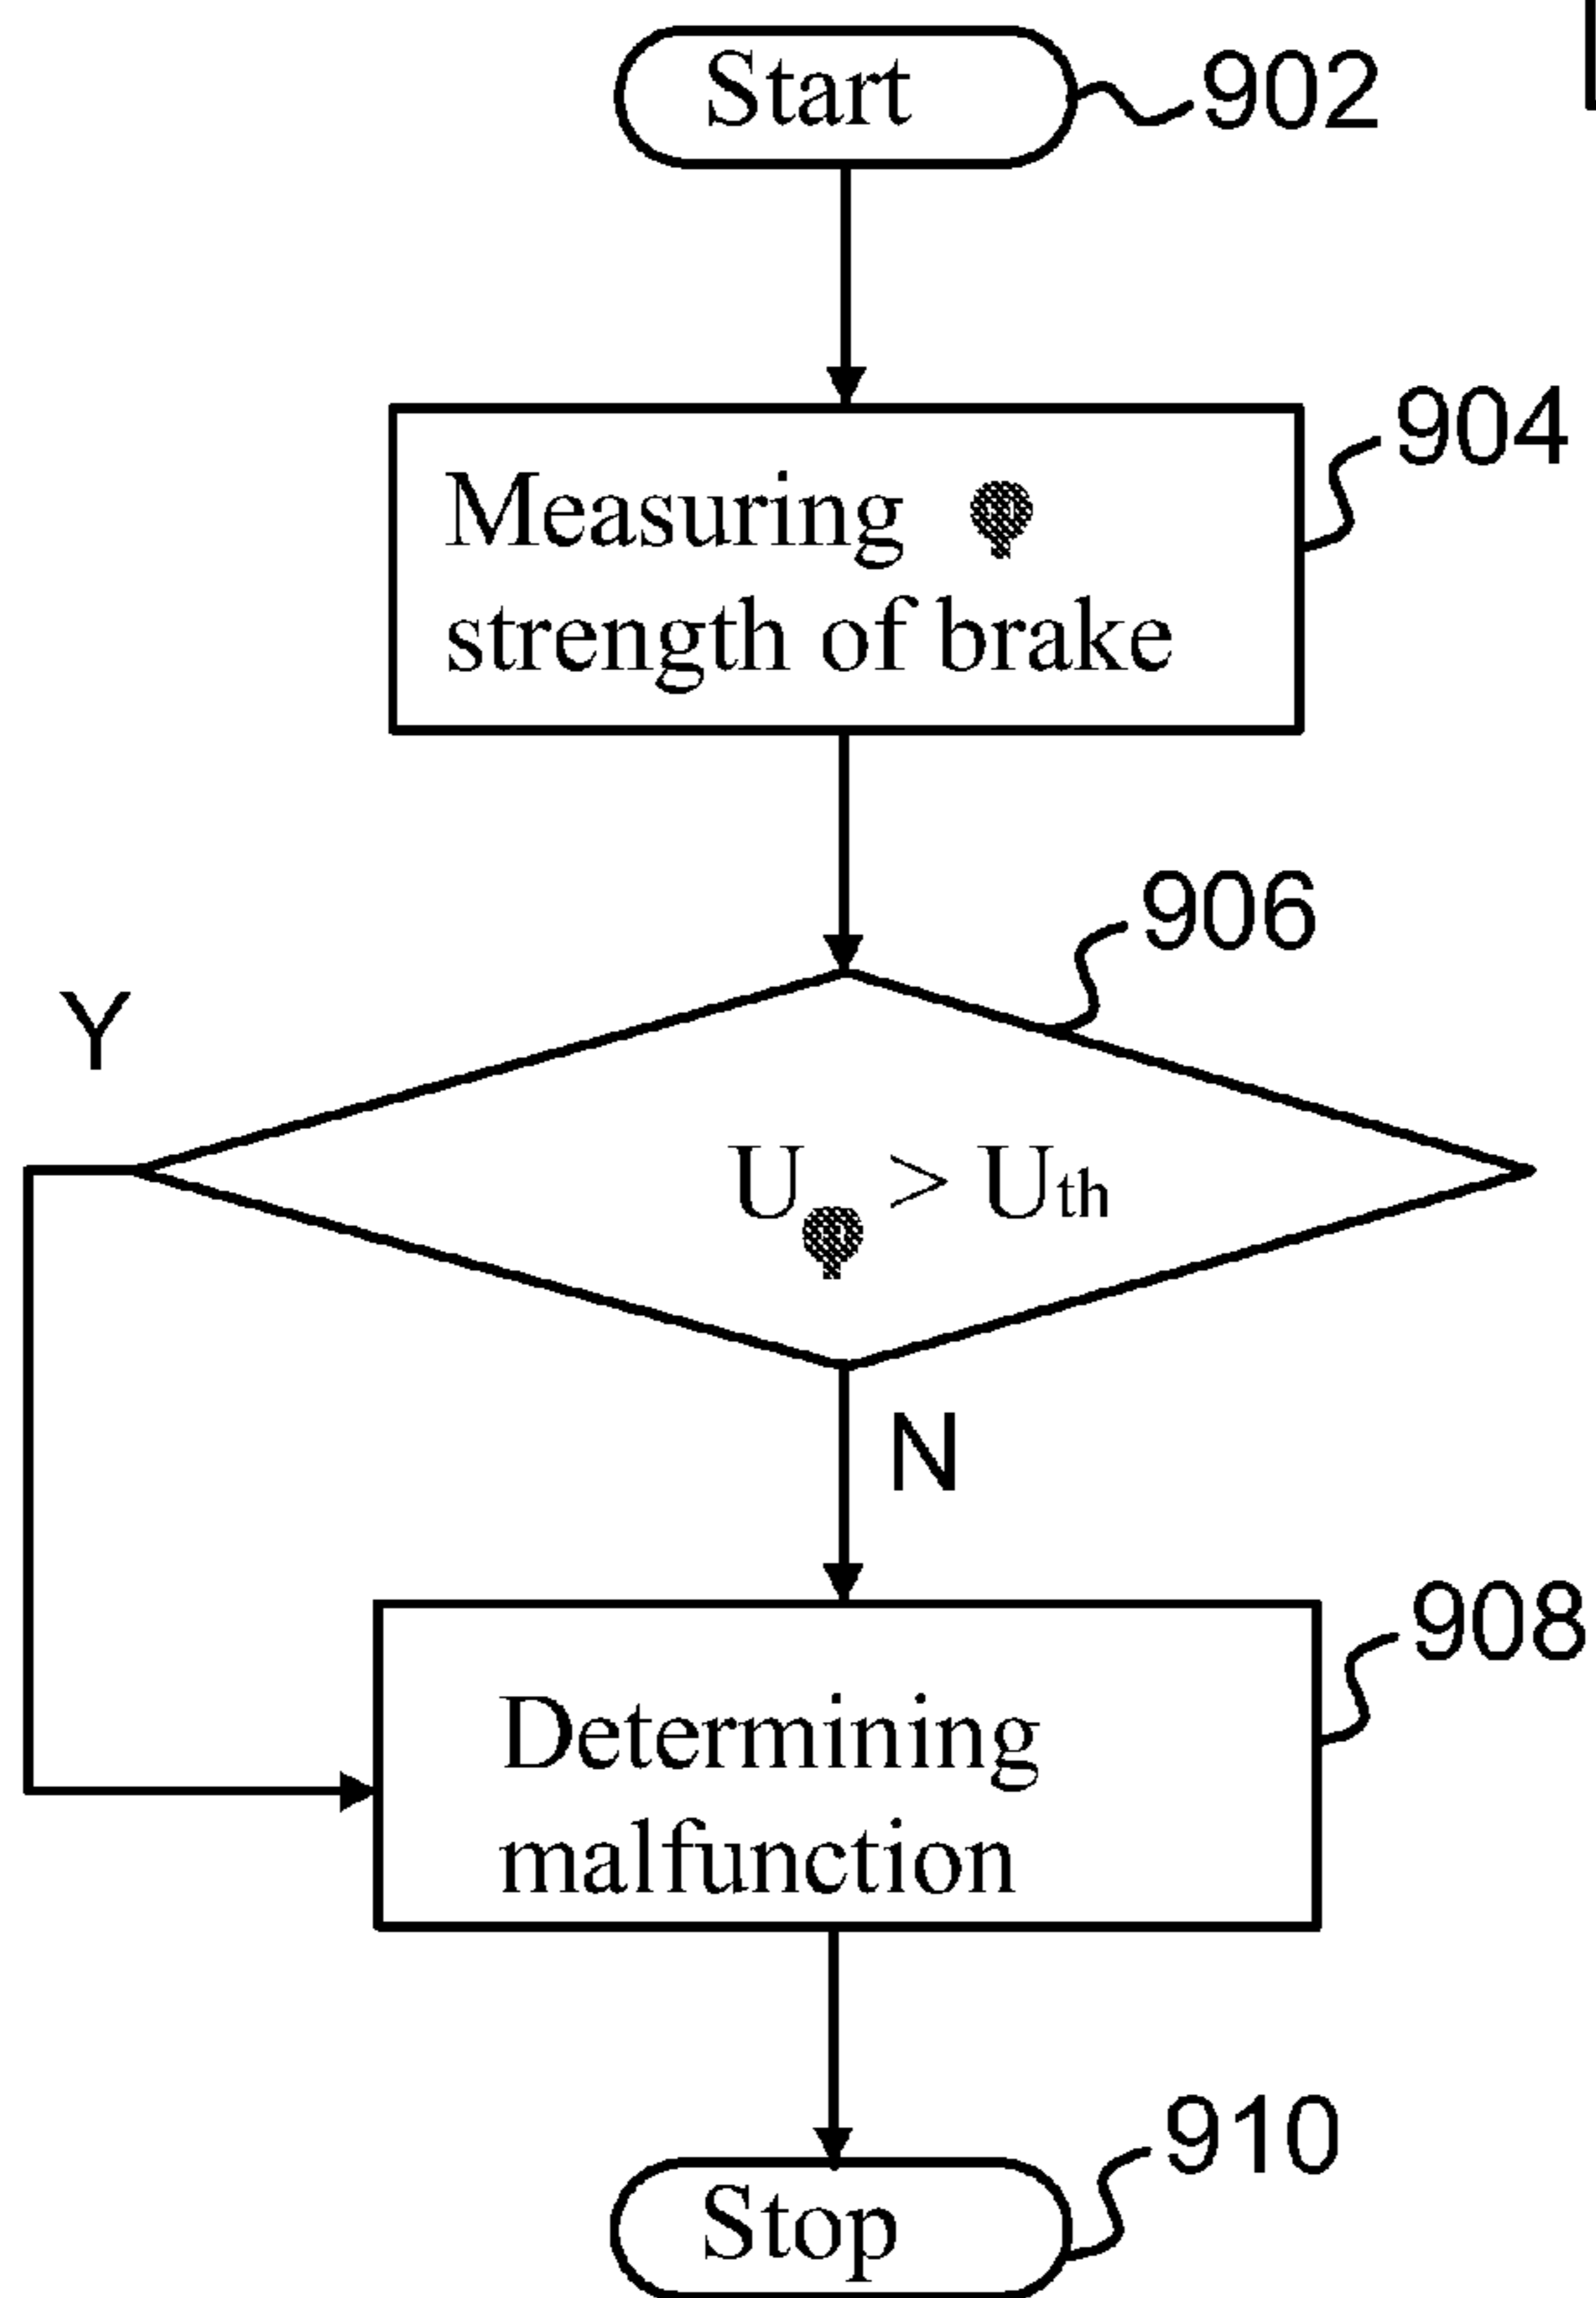 Start
902
904
Measuring
strength of brake
906
Y
U > Uth
N
908
Determining
malfunction
910
Stop